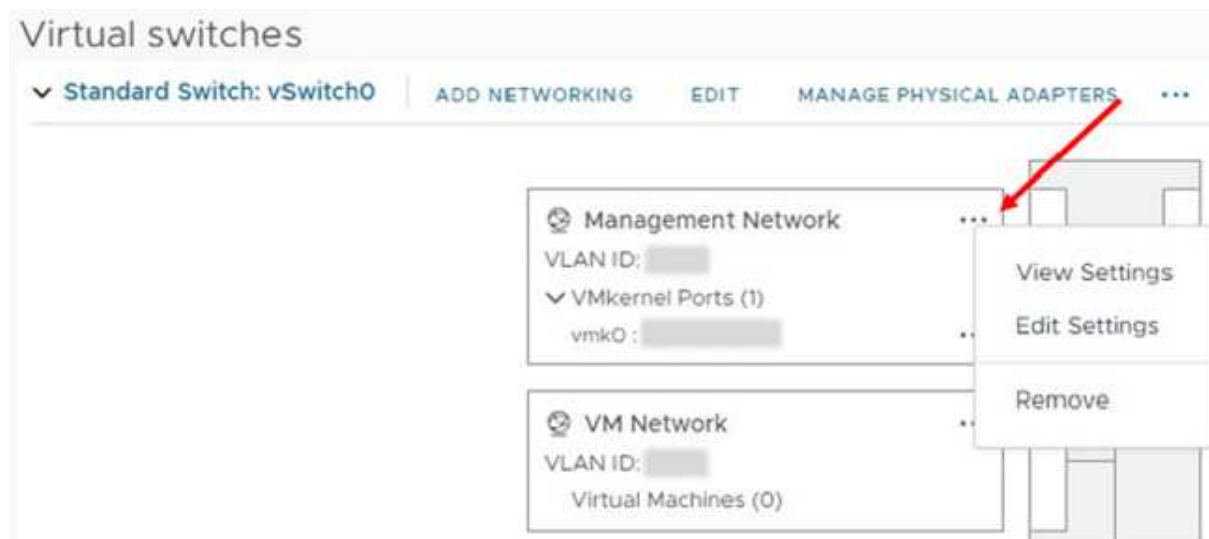 Virtual switches
Standard Switch: vSwitch0 ADD NETWORKING EDIT MANAGE PHYSICAL ADAPTERS ...
Management Network ...
VLAN ID:
VMkernel Ports (1)
vmk0 :
View Settings
Edit Settings
Remove
VM Network
VLAN ID:
Virtual Machines (0)